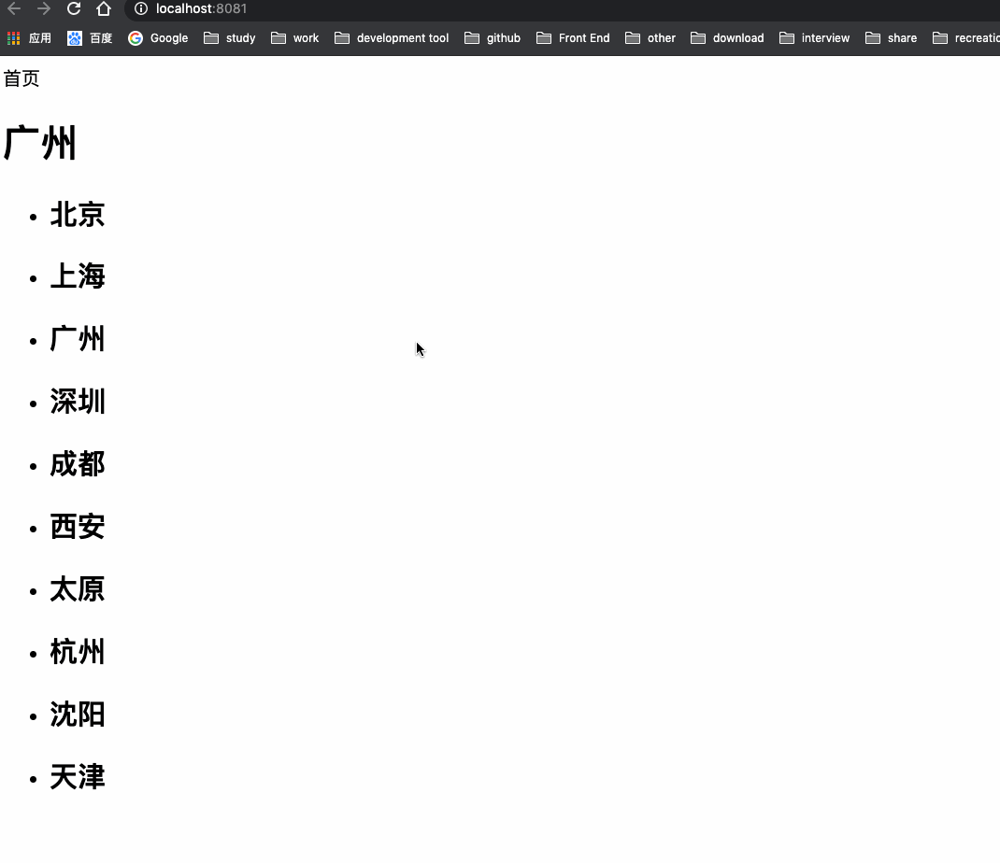 localhost:8081
应用 百度 Google study work development tool github Front End other download interview share recreatic
首页
广州
北京
上海
广州
深圳
成都
西安
太原
杭州
沈阳
天津